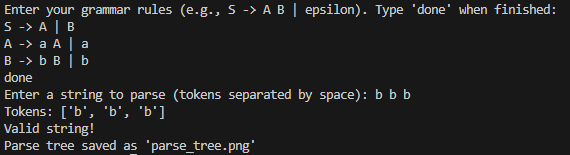 Enter your grammar rules (e.g., S -> A B | epsilon). Type 'done' when finished:
S -> A | B
A -> a A | a
B -> b B | b
done
Enter a string to parse (tokens separated by space): b b b
Tokens: ['b', 'b', 'b']
Valid string!
Parse tree saved as 'parse_tree.png'